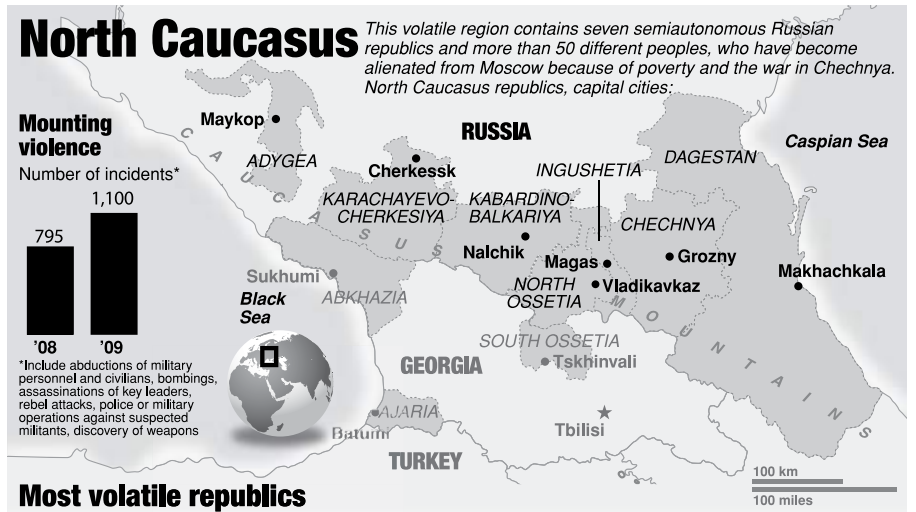 North Caucasus
This volatile region contains seven semiautonomous Russian
republics and more than 50 different peoples, who have become
alienated from Moscow because of poverty and the war in Chechnya.
North Caucasus republics, capital cities:
Mounting
violence
Number of incidents*
1,100
795
'08
'09
*Include abductions of military
personnel and civilians, bombings,
assassinations of key leaders,
rebel attacks, police or military
operations against suspected
militants, discovery of weapons
Maykop
ADYGEA
RUSSIA
Cherkessk
KARACHAYEVO-
CHERKESIYA
KABARDINO-
BALKARIYA
Nalchik
INGUSHETIA
Magas
NORTH
OSSETIA
Vladikavkaz
CHECHNYA
Grozny
DAGESTAN
Makhachkala
Caspian Sea
CAUCASUS MOUNTAINS
Sukhumi
ABKHAZIA
Black
Sea
SOUTH OSSETIA
Tskhinvali
GEORGIA
AJARIA
Batumi
Tbilisi
TURKEY
100 km
100 miles
Most volatile republics